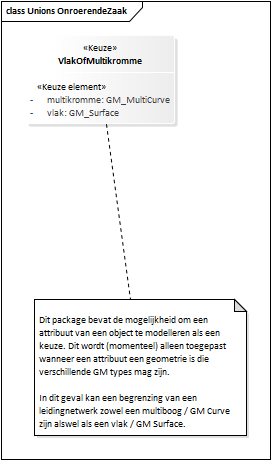 class Unions OnroerendeZaak
«Keuze»
VlakOfMultikromme
«Keuze element»
- multikromme: GM_MultiCurve
- vlak: GM_Surface
Dit package bevat de mogelijkheid om een
attribuut van een object te modelleren als een
keuze. Dit wordt (momenteel) alleen toegepast
wanneer een attribuut een geometrie is die
verschillende GM types mag zijn.
In dit geval kan een begrenzing van een
leidingnetwerk zowel een multiboog / GM Curve
zijn alswel als een vlak / GM Surface.